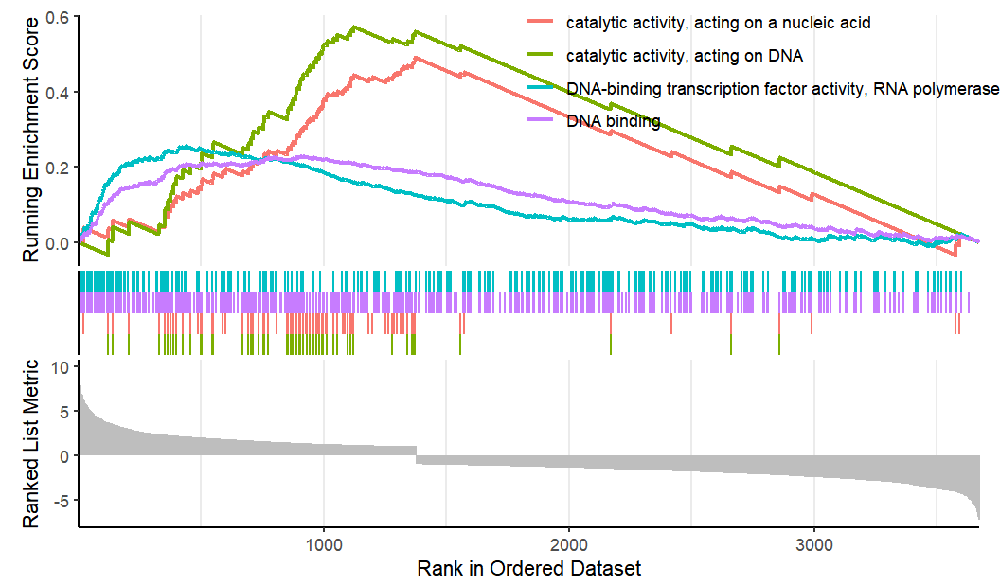 Running Enrichment Score
0.6
0.4
0.2
0.0
catalytic activity, acting on a nucleic acid
catalytic activity, acting on DNA
DNA-binding transcription factor activity, RNA polymerase
DNA binding
Ranked List Metric
10
5
0
-5
1000
2000
3000
Rank in Ordered Dataset